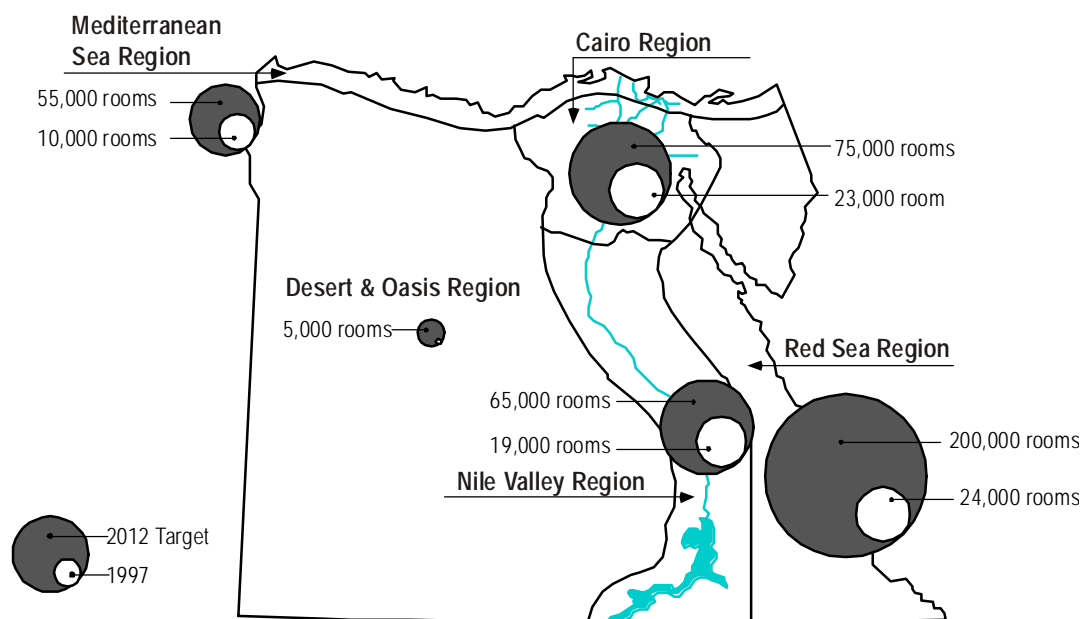 Mediterranean
Sea Region
55,000 rooms
10,000 rooms
Cairo Region
75,000 rooms
23,000 room
Desert & Oasis Region
5,000 rooms
Red Sea Region
65,000 rooms
19,000 rooms
Nile Valley Region
200,000 rooms
24,000 rooms
2012 Target
1997